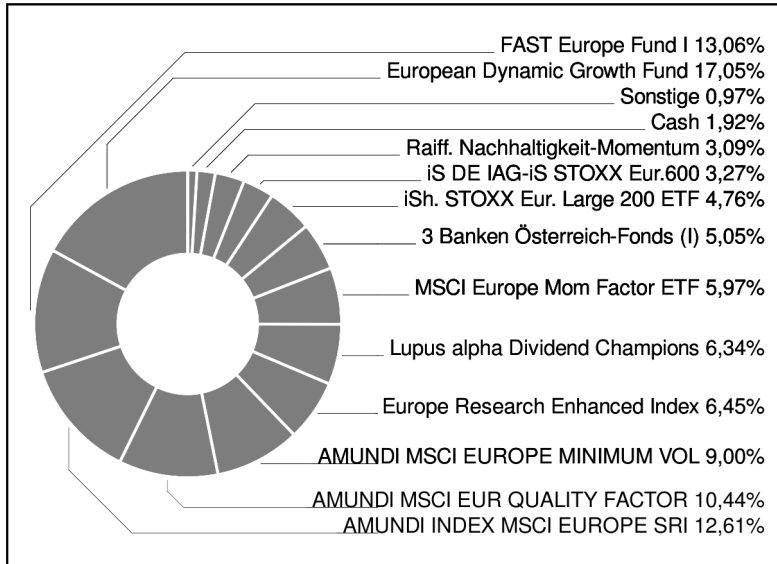 FAST Europe Fund I 13,06%
European Dynamic Growth Fund 17,05%
Sonstige 0,97%
Cash 1,92%
Raiff. Nachhaltigkeit-Momentum 3,09%
iS DE IAG-iS STOXX Eur.600 3,27%
iSh. STOXX Eur. Large 200 ETF 4,76%
3 Banken Österreich-Fonds (I) 5,05%
MSCI Europe Mom Factor ETF 5,97%
Lupus alpha Dividend Champions 6,34%
Europe Research Enhanced Index 6,45%
AMUNDI MSCI EUROPE MINIMUM VOL 9,00%
AMUNDI MSCI EUR QUALITY FACTOR 10,44%
AMUNDI INDEX MSCI EUROPE SRI 12,61%